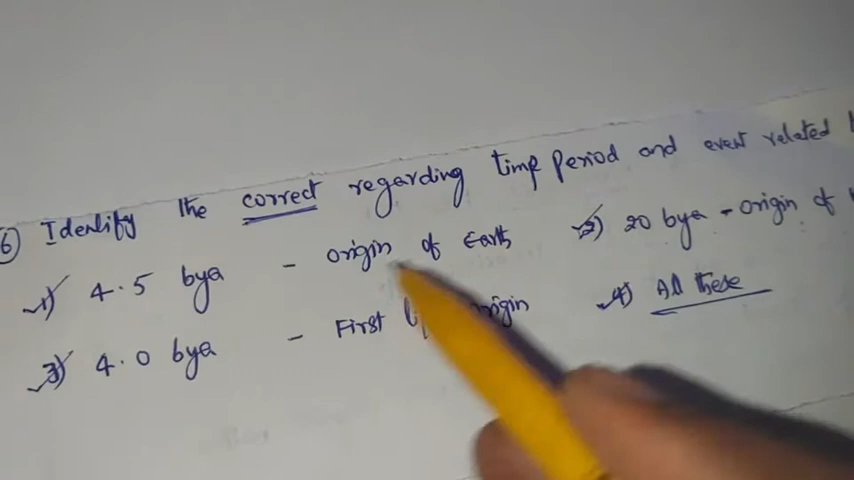 6 Identify the correct regarding time period and event related
1) 4.5 bya - origin of Earth 2) 20 bya - origin of
3) 4.0 bya - First origin 4) All these